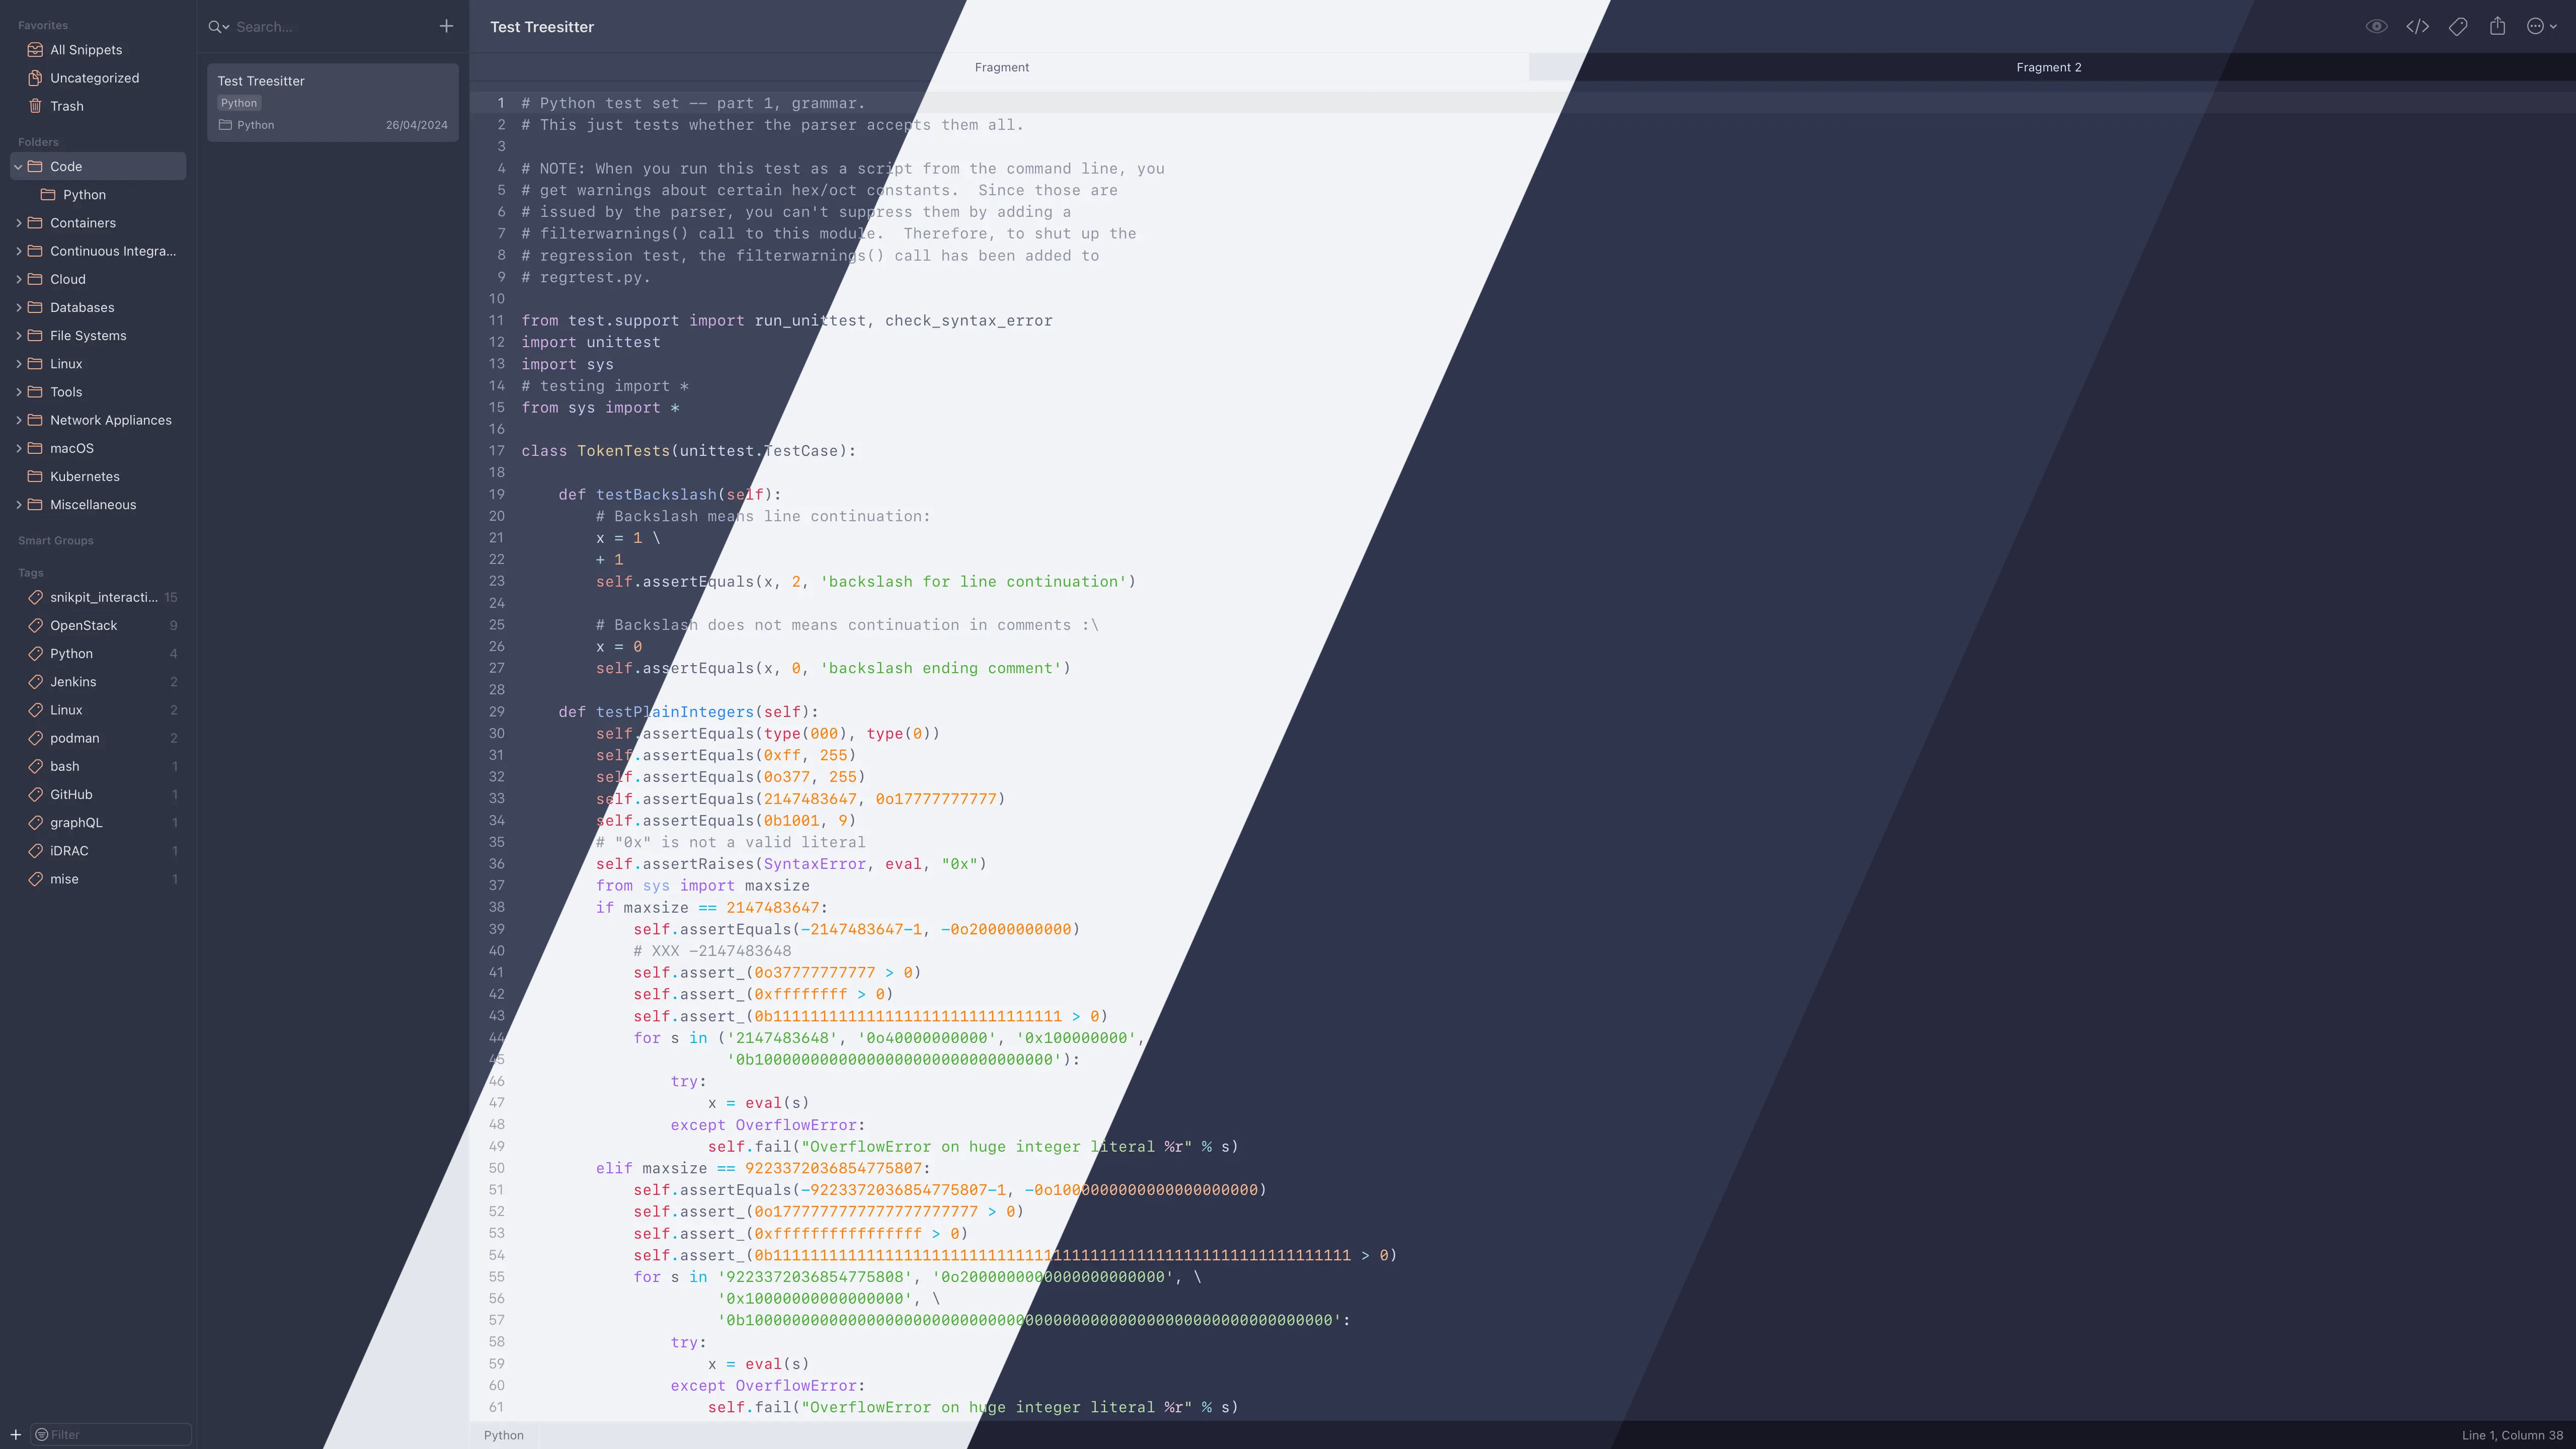 Favorites
All Snippets
Uncategorized
Trash
Folders
Code
Python
Containers
Continuous Integra...
Cloud
Databases
File Systems
Linux
Tools
Network Appliances
macOS
Kubernetes
Miscellaneous
Smart Groups
Tags
snikpit_interacti... 15
OpenStack 9
Python 4
Jenkins 2
Linux 2
podman 2
bash 1
GitHub 1
graphQL 1
iDRAC 1
mise 1
Filter
Search...
Test Treesitter
Python
Python 26/04/2024
Test Treesitter
Fragment
Fragment 2
1 # Python test set -- part 1, grammar.
2 # This just tests whether the parser accepts them all.
3
4 # NOTE: When you run this test as a script from the command line, you
5 # get warnings about certain hex/oct constants.  Since those are
6 # issued by the parser, you can't suppress them by adding a
7 # filterwarnings() call to this module.  Therefore, to shut up the
8 # regression test, the filterwarnings() call has been added to
9 # regrtest.py.
10
11 from test.support import run_unittest, check_syntax_error
12 import unittest
13 import sys
14 # testing import *
15 from sys import *
16
17 class TokenTests(unittest.TestCase):
18
19     def testBackslash(self):
20         # Backslash means line continuation:
21         x = 1 \
22         + 1
23         self.assertEquals(x, 2, 'backslash for line continuation')
24
25         # Backslash does not means continuation in comments :\
26         x = 0
27         self.assertEquals(x, 0, 'backslash ending comment')
28
29     def testPlainIntegers(self):
30         self.assertEquals(type(000), type(0))
31         self.assertEquals(0xff, 255)
32         self.assertEquals(0o377, 255)
33         self.assertEquals(2147483647, 0o17777777777)
34         self.assertEquals(0b1001, 9)
35         # "0x" is not a valid literal
36         self.assertRaises(SyntaxError, eval, "0x")
37         from sys import maxsize
38         if maxsize == 2147483647:
39             self.assertEquals(-2147483647-1, -0o20000000000)
40             # XXX -2147483648
41             self.assert_(0o37777777777 > 0)
42             self.assert_(0xffffffff > 0)
43             self.assert_(0b1111111111111111111111111111111 > 0)
44             for s in ('2147483648', '0o40000000000', '0x100000000',
45                       '0b10000000000000000000000000000000'):
46                 try:
47                     x = eval(s)
48                 except OverflowError:
49                     self.fail("OverflowError on huge integer literal %r" % s)
50         elif maxsize == 9223372036854775807:
51             self.assertEquals(-9223372036854775807-1, -0o1000000000000000000000)
52             self.assert_(0o1777777777777777777777 > 0)
53             self.assert_(0xffffffffffffffff > 0)
54             self.assert_(0b11111111111111111111111111111111111111111111111111111111111111 > 0)
55             for s in '9223372036854775808', '0o2000000000000000000000', \
56                      '0x10000000000000000', \
57                      '0b100000000000000000000000000000000000000000000000000000000000000':
58                 try:
59                     x = eval(s)
60                 except OverflowError:
61                     self.fail("OverflowError on huge integer literal %r" % s)
Python
Line 1, Column 38